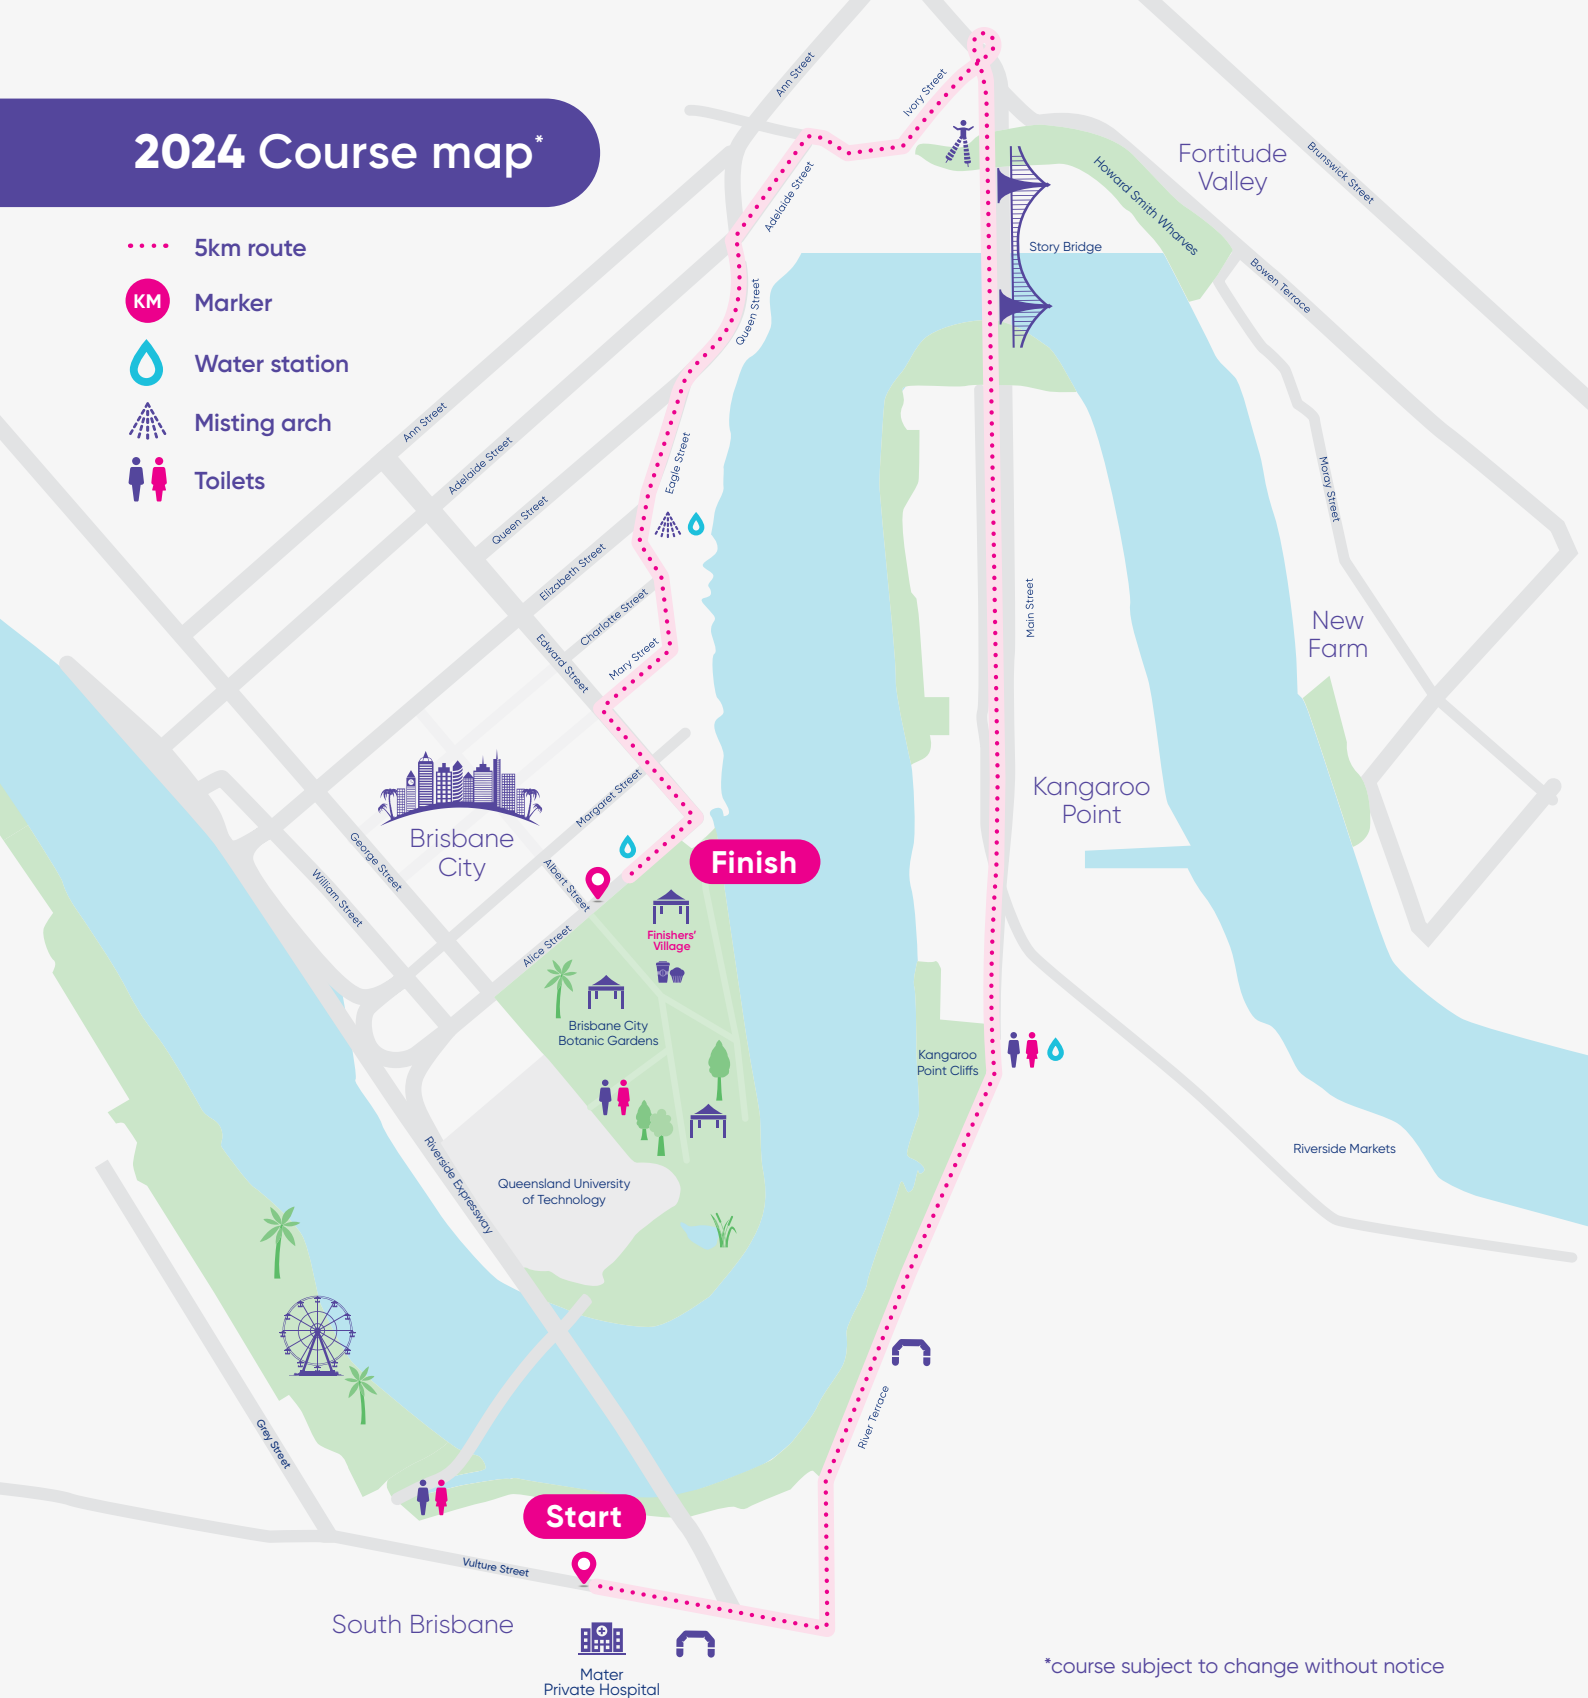 2024 Course map*
5km route
KM
Marker
Water station
Misting arch
Toilets
Ann Street
Ivory Street
Adelaide Street
Fortitude
Valley
Brunswick Street
Howard Smith Wharves
Story Bridge
Bowen Terrace
Queen Street
Ann Street
Adelaide Street
Eagle Street
Queen Street
Moray Street
Elizabeth Street
Charlotte Street
Main Street
New
Farm
Edward Street
Mary Street
Kangaroo
Point
Margaret Street
Brisbane
City
George Street
Albert Street
William Street
Finish
Finishers'
Village
Alice Street
Brisbane City
Botanic Gardens
Kangaroo
Point Cliffs
Riverside Markets
Riverside Expressway
Queensland University
of Technology
River Terrace
Grey Street
Start
Vulture Street
South Brisbane
Mater
Private Hospital
*course subject to change without notice